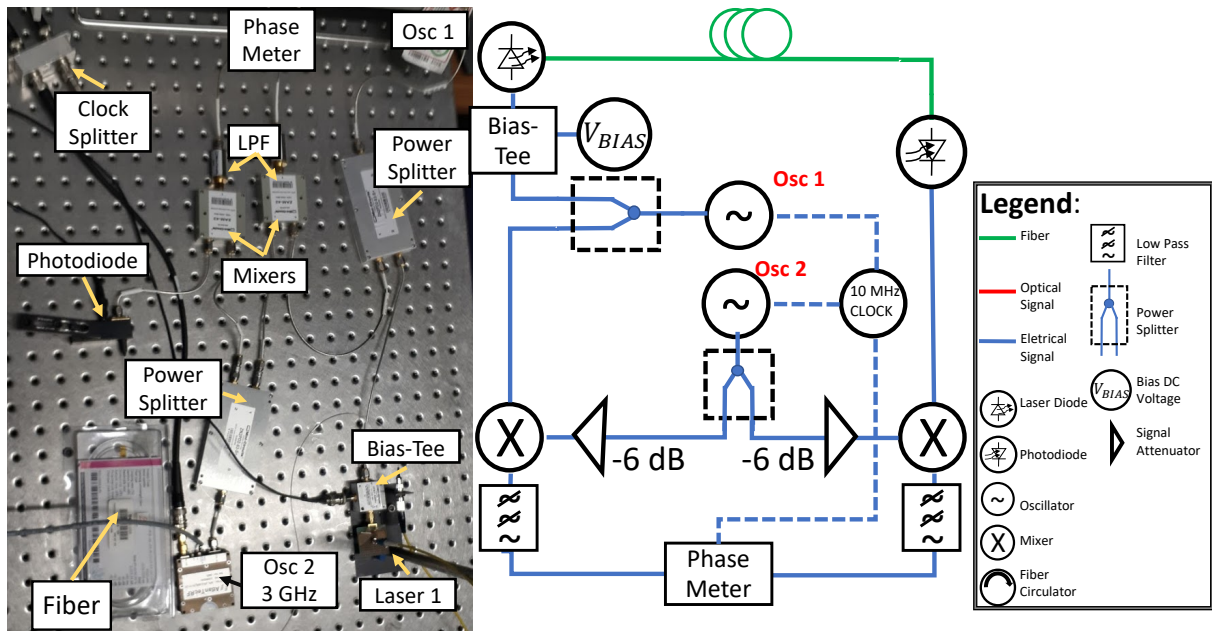 Phase
Meter
Osc 1
Clock
Splitter
LPF
Power
Splitter
Photodiode
Mixers
Power
Splitter
Bias-Tee
Fiber
Osc 2
3 GHz
Laser 1
Bias-
Tee
V_BIAS
Osc 1
~
Osc 2
~
10 MHz
CLOCK
X
-6 dB
-6 dB
X
Phase
Meter
Legend:
Fiber
Optical
Signal
Eletrical
Signal
Laser Diode
Photodiode
~
Oscillator
X
Mixer
Fiber
Circulator
Low Pass
Filter
Power
Splitter
V_BIAS
Bias DC
Voltage
Signal
Attenuator